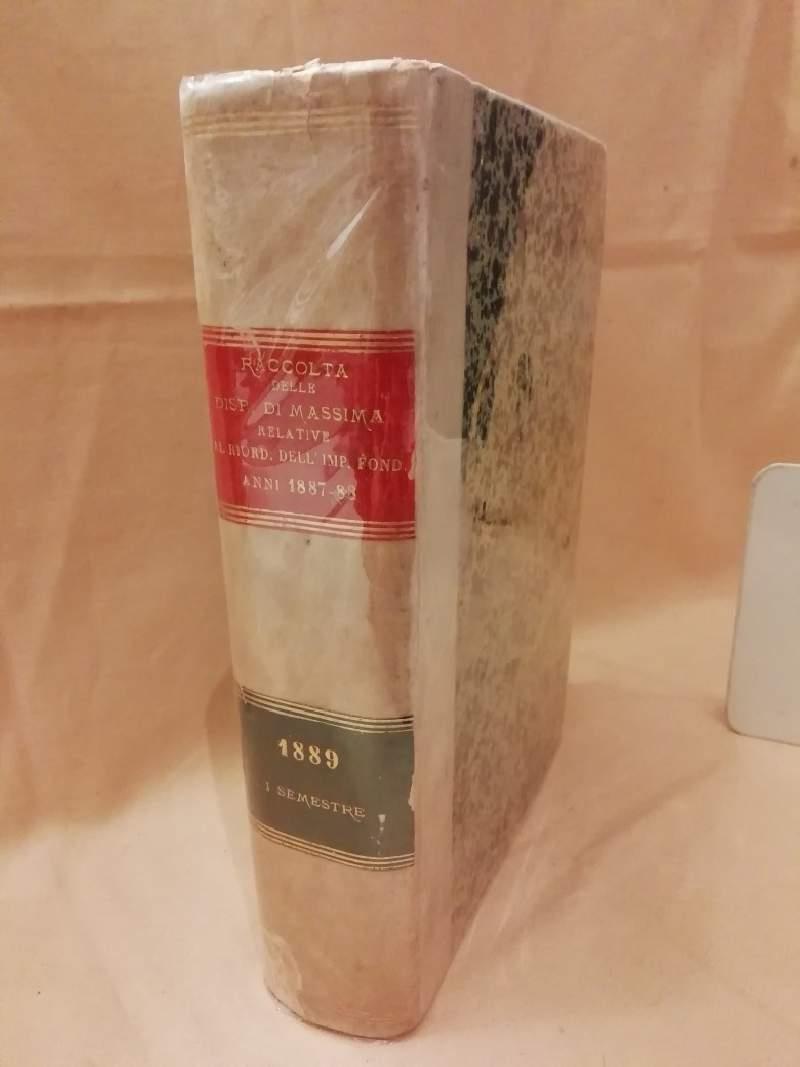 RACCOLTA
DELLE
DISP. DI MASSIMA
RELATIVE
AL RIORD. DELL' IMP. FOND.
ANNI 1887-88
1889
I SEMESTRE